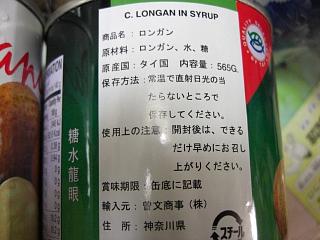 C. LONGAN IN SYRUP
商品名:ロンガン
原材料:ロンガン、水、糖
原産国:タイ国 内容量:565G
保存方法:常温で直射日光の当
たらないところで
保存してください。
使用上の注意:開封後は、できる
だけ早めにお召し
上がりください。
賞味期限:缶底に記載
輸入元:曽文商事(株)
住 所:神奈川県
スチール
糖水龍眼